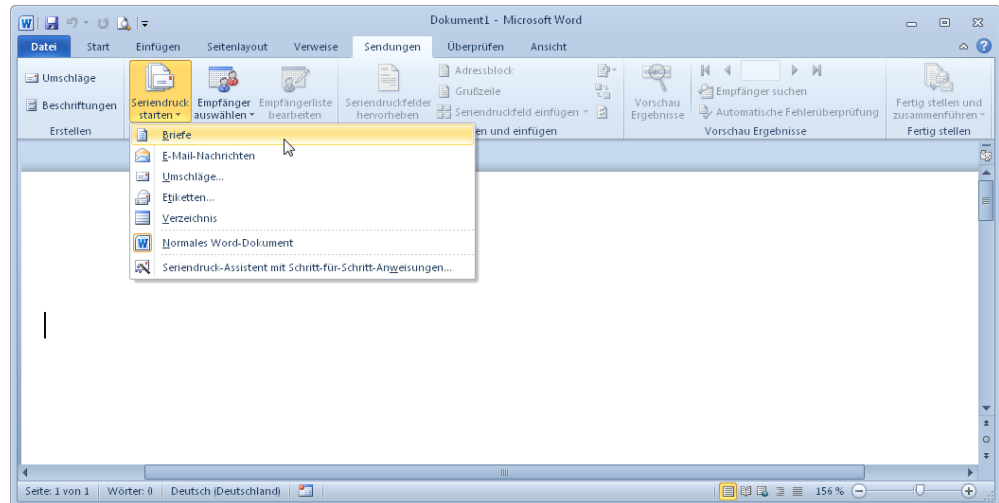 Dokument1 - Microsoft Word
Datei Start Einfügen Seitenlayout Verweise Sendungen Überprüfen Ansicht
Umschläge
Beschriftungen
Erstellen
Seriendruck starten
Empfänger auswählen
Empfängerliste bearbeiten
Seriendruckfelder hervorheben
Adressblock
Grußzeile
Seriendruckfeld einfügen
en und einfügen
Vorschau Ergebnisse
Empfänger suchen
Automatische Fehlerüberprüfung
Vorschau Ergebnisse
Fertig stellen und zusammenführen
Fertig stellen
Briefe
E-Mail-Nachrichten
Umschläge...
Etiketten...
Verzeichnis
Normales Word-Dokument
Seriendruck-Assistent mit Schritt-für-Schritt-Anweisungen...
Seite: 1 von 1 Wörter: 0 Deutsch (Deutschland) 156 %